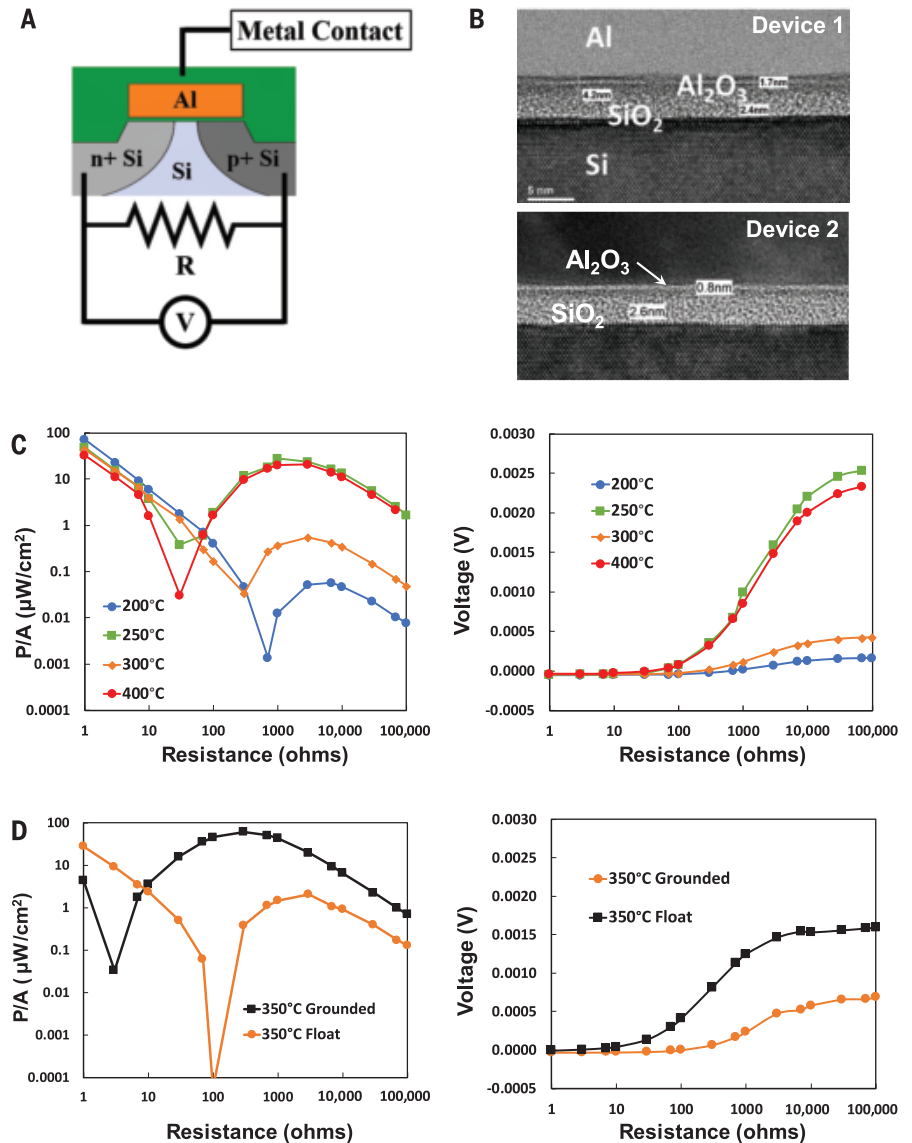 A
Metal Contact
Al
n+ Si
p+ Si
Si
R
V
B
Device 1
Al
Al₂O₃
1.7nm
4.2nm
2.4nm
SiO₂
Si
5 nm
Device 2
Al₂O₃
0.8nm
SiO₂
2.6nm
C
P/A (µW/cm²)
100
10
1
0.1
0.01
0.001
0.0001
200°C
250°C
300°C
400°C
1
10
100
1000
10,000
100,000
Resistance (ohms)
Voltage (V)
0.0030
0.0025
0.0020
0.0015
0.0010
0.0005
0.0000
-0.0005
200°C
250°C
300°C
400°C
1
10
100
1000
10,000
100,000
Resistance (ohms)
D
P/A ( µW/cm²)
100
10
1
0.1
0.01
0.001
0.0001
350°C Grounded
350°C Float
1
10
100
1000
10,000
100,000
Resistance (ohms)
Voltage (V)
0.0030
0.0025
0.0020
0.0015
0.0010
0.0005
0.0000
-0.0005
350°C Grounded
350°C Float
1
10
100
1000
10,000
100,000
Resistance (ohms)